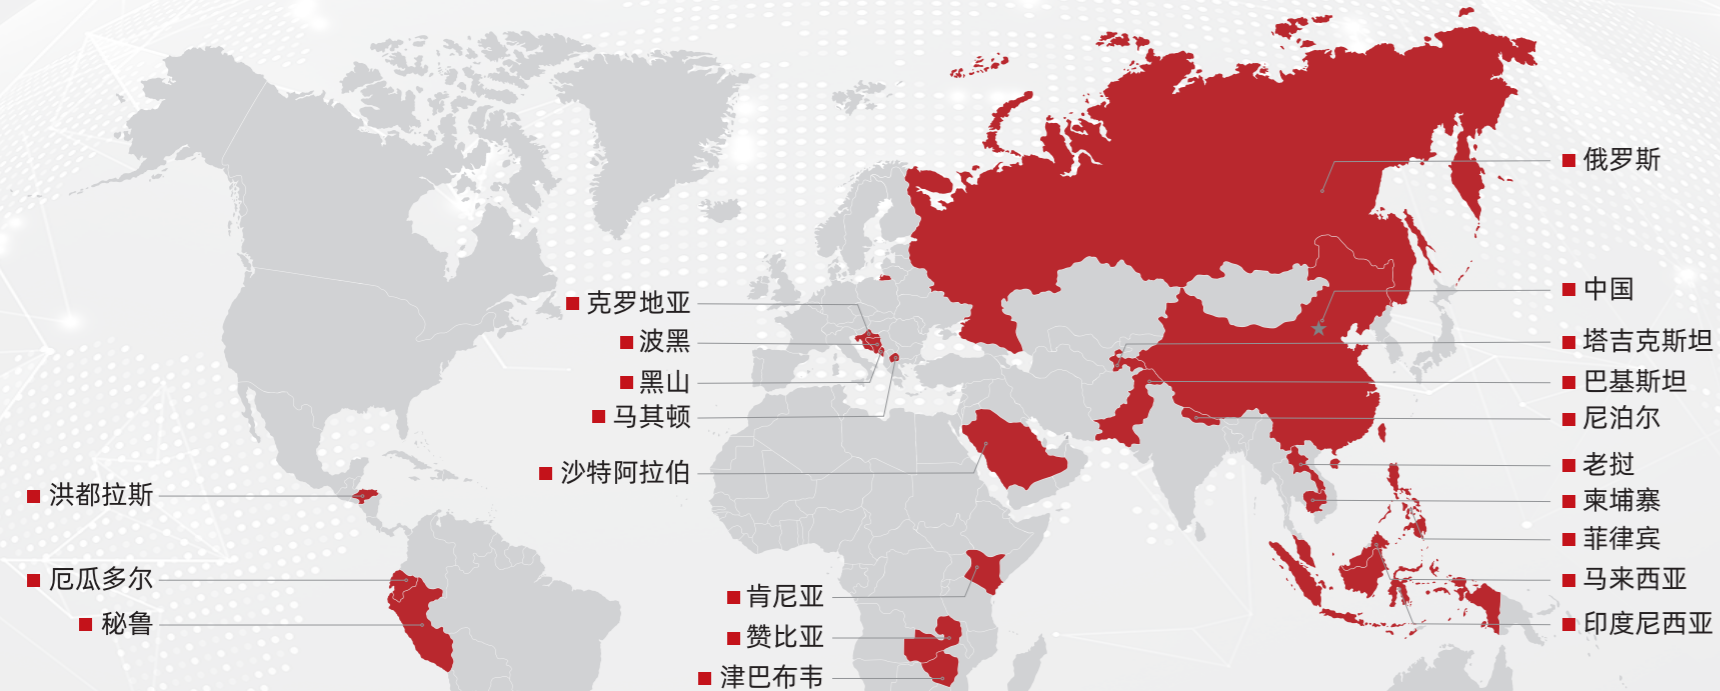 克罗地亚
波黑
黑山
马其顿
沙特阿拉伯
洪都拉斯
厄瓜多尔
秘鲁
肯尼亚
赞比亚
津巴布韦
俄罗斯
中国
塔吉克斯坦
巴基斯坦
尼泊尔
老挝
柬埔寨
菲律宾
马来西亚
印度尼西亚